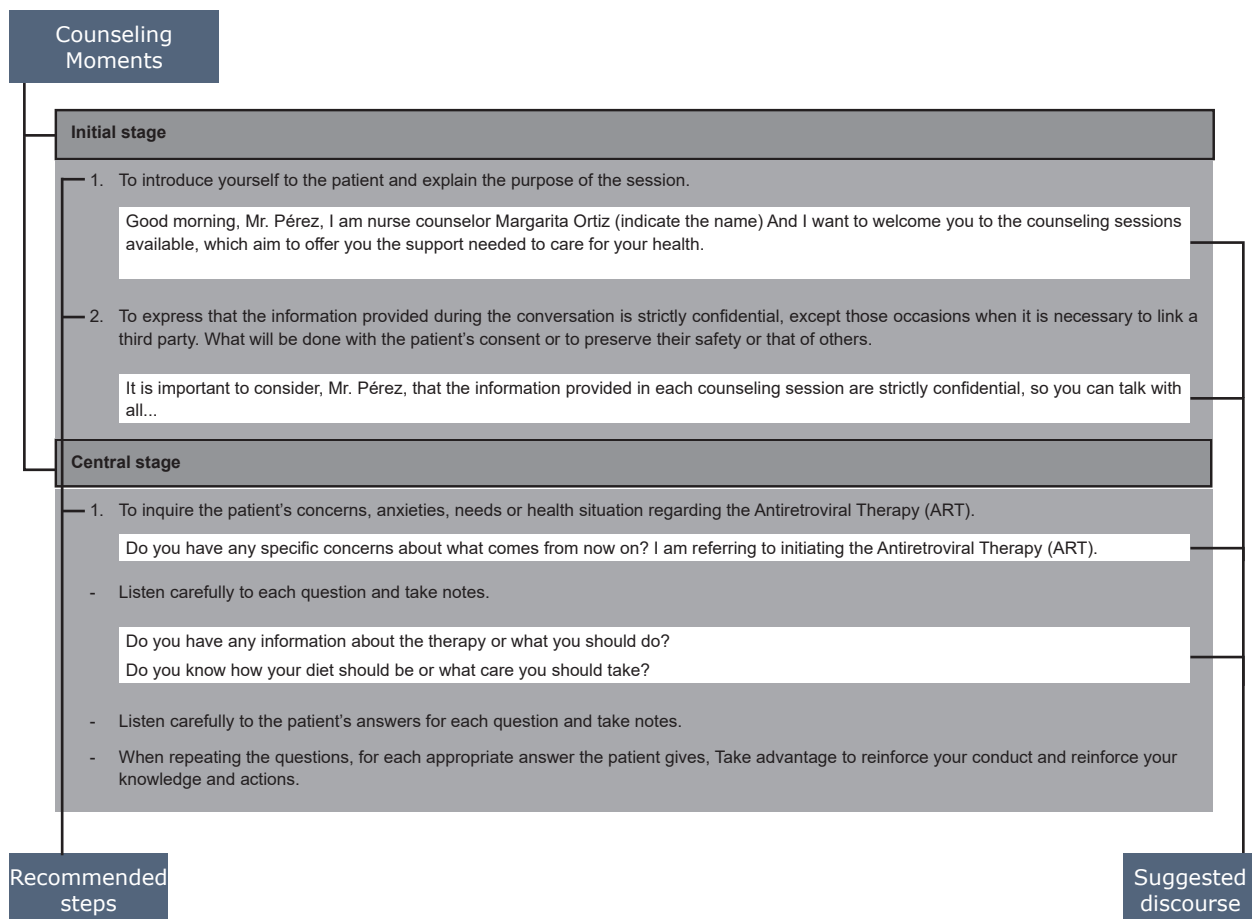 Counseling
Moments
Initial stage
1. To introduce yourself to the patient and explain the purpose of the session.
Good morning, Mr. Pérez, I am nurse counselor Margarita Ortiz (indicate the name) And I want to welcome you to the counseling sessions
available, which aim to offer you the support needed to care for your health.
2. To express that the information provided during the conversation is strictly confidential, except those occasions when it is necessary to link a
third party. What will be done with the patient's consent or to preserve their safety or that of others.
It is important to consider, Mr. Pérez, that the information provided in each counseling session are strictly confidential, so you can talk with
all...
Central stage
1. To inquire the patient's concerns, anxieties, needs or health situation regarding the Antiretroviral Therapy (ART).
Do you have any specific concerns about what comes from now on? I am referring to initiating the Antiretroviral Therapy (ART).
- Listen carefully to each question and take notes.
Do you have any information about the therapy or what you should do?
Do you know how your diet should be or what care you should take?
- Listen carefully to the patient's answers for each question and take notes.
- When repeating the questions, for each appropriate answer the patient gives, Take advantage to reinforce your conduct and reinforce your
knowledge and actions.
Recommended
steps
Suggested
discourse